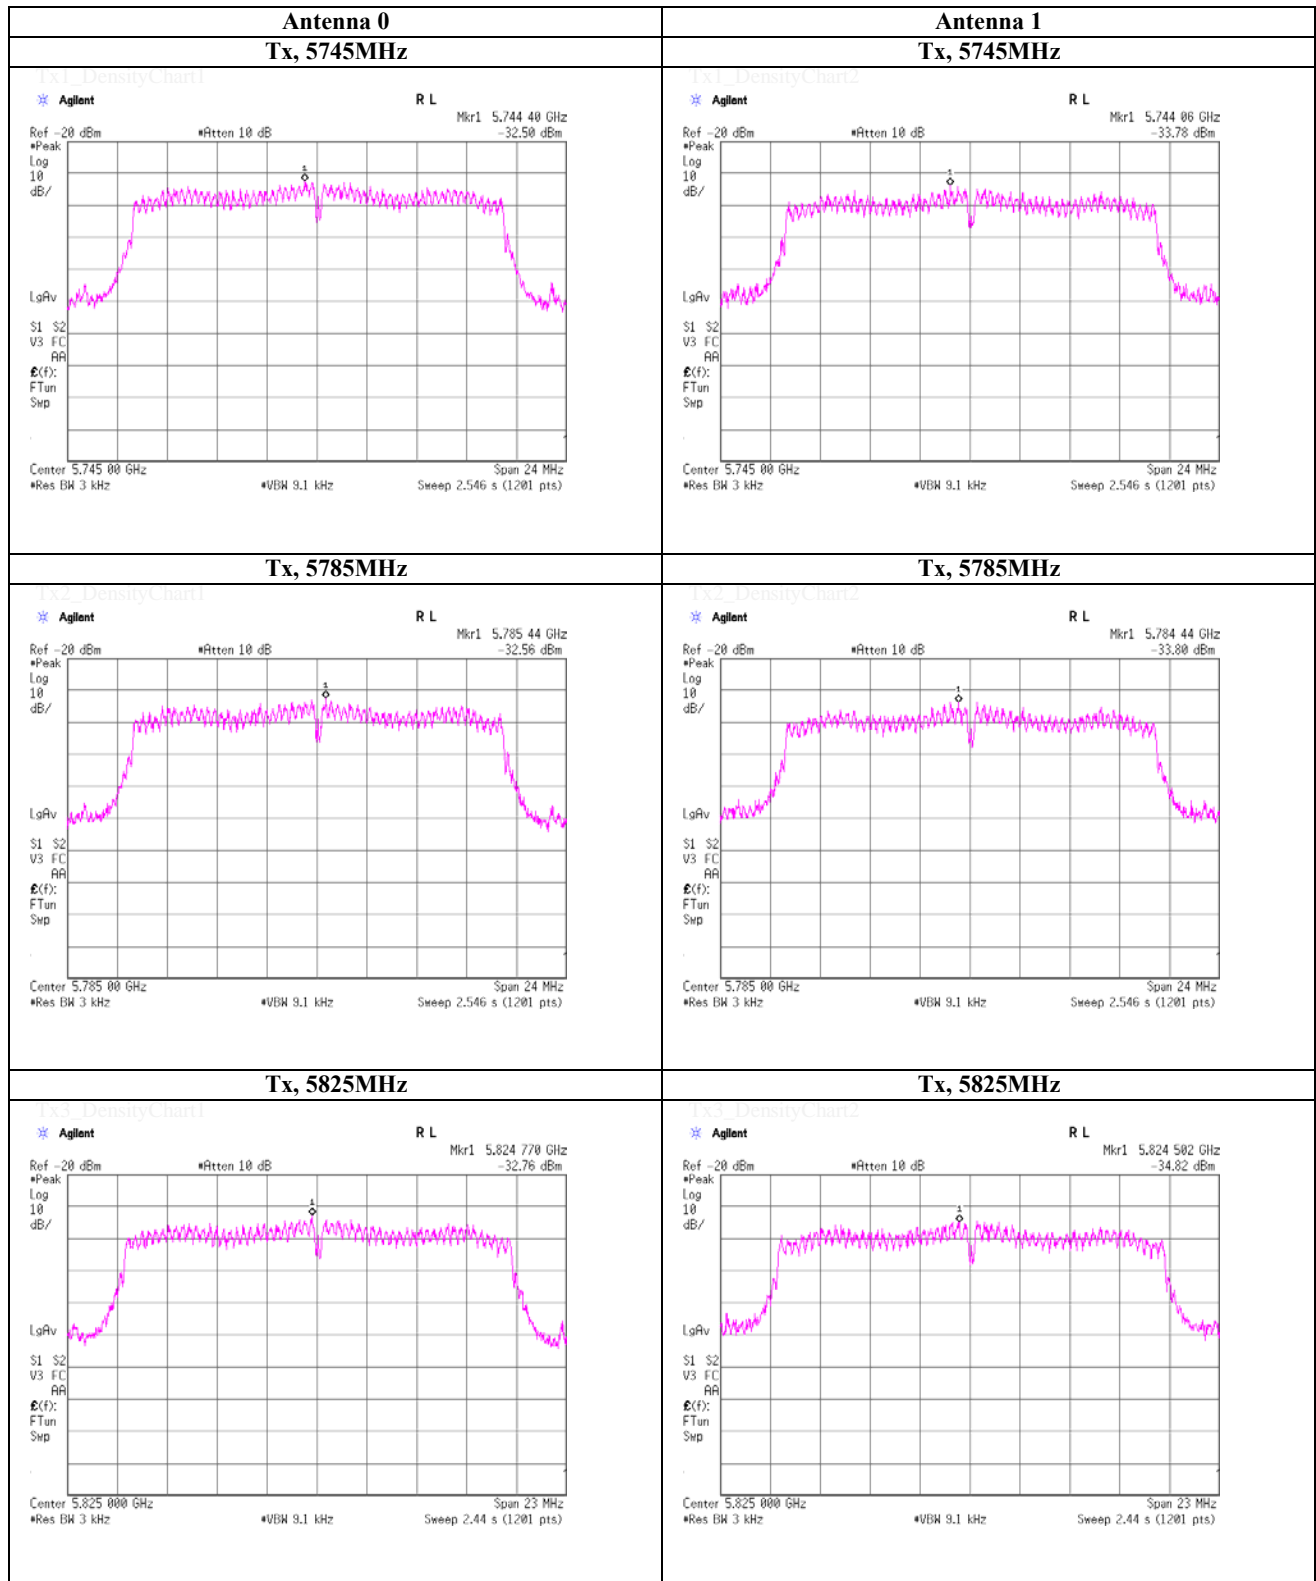 Antenna 0
Antenna 1
Tx, 5745MHz
Tx, 5745MHz
Tx1_DensityChart1
Agilent
R L
Mkr1 5.744 40 GHz
Ref -20 dBm
#Atten 10 dB
-32.50 dBm
#Peak
Log
10
dB/
1
LgAv
S1 S2
V3 FC
AA
£(f):
FTun
Swp
Center 5.745 00 GHz
Span 24 MHz
#Res BW 3 kHz
#VBW 9.1 kHz
Sweep 2.546 s (1201 pts)
Tx1_DensityChart2
Agilent
R L
Mkr1 5.744 06 GHz
Ref -20 dBm
#Atten 10 dB
-33.78 dBm
#Peak
Log
10
dB/
1
LgAv
S1 S2
V3 FC
AA
£(f):
FTun
Swp
Center 5.745 00 GHz
Span 24 MHz
#Res BW 3 kHz
#VBW 9.1 kHz
Sweep 2.546 s (1201 pts)
Tx, 5785MHz
Tx, 5785MHz
Tx2_DensityChart1
Agilent
R L
Mkr1 5.785 44 GHz
Ref -20 dBm
#Atten 10 dB
-32.56 dBm
#Peak
Log
10
dB/
1
LgAv
S1 S2
V3 FC
AA
£(f):
FTun
Swp
Center 5.785 00 GHz
Span 24 MHz
#Res BW 3 kHz
#VBW 9.1 kHz
Sweep 2.546 s (1201 pts)
Tx2_DensityChart2
Agilent
R L
Mkr1 5.784 44 GHz
Ref -20 dBm
#Atten 10 dB
-33.80 dBm
#Peak
Log
10
dB/
1
LgAv
S1 S2
V3 FC
AA
£(f):
FTun
Swp
Center 5.785 00 GHz
Span 24 MHz
#Res BW 3 kHz
#VBW 9.1 kHz
Sweep 2.546 s (1201 pts)
Tx, 5825MHz
Tx, 5825MHz
Tx3_DensityChart1
Agilent
R L
Mkr1 5.824 770 GHz
Ref -20 dBm
#Atten 10 dB
-32.76 dBm
#Peak
Log
10
dB/
1
LgAv
S1 S2
V3 FC
AA
£(f):
FTun
Swp
Center 5.825 000 GHz
Span 23 MHz
#Res BW 3 kHz
#VBW 9.1 kHz
Sweep 2.44 s (1201 pts)
Tx3_DensityChart2
Agilent
R L
Mkr1 5.824 502 GHz
Ref -20 dBm
#Atten 10 dB
-34.82 dBm
#Peak
Log
10
dB/
1
LgAv
S1 S2
V3 FC
AA
£(f):
FTun
Swp
Center 5.825 000 GHz
Span 23 MHz
#Res BW 3 kHz
#VBW 9.1 kHz
Sweep 2.44 s (1201 pts)